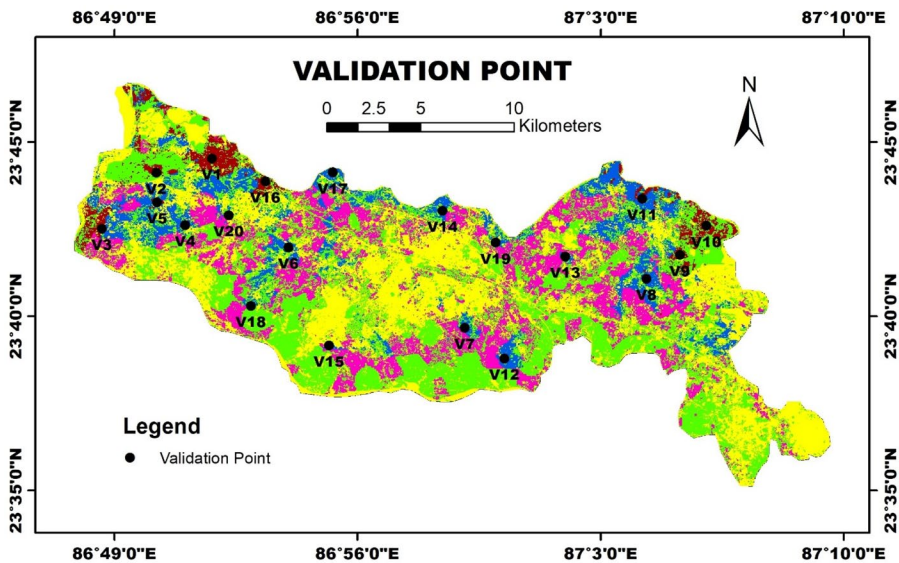 86°49'0"E 86°56'0"E 87°3'0"E 87°10'0"E
VALIDATION POINT
N
0 2.5 5 10
Kilometers
23°45'0"N 23°45'0"N
V1
V2
V16
V17
V5
V11
V3
V4
V20
V14
V10
V6
V19
V13
V9
V8
23°40'0"N 23°40'0"N
V18
V7
V15
V12
Legend
Validation Point
23°35'0"N 23°35'0"N
86°49'0"E 86°56'0"E 87°3'0"E 87°10'0"E